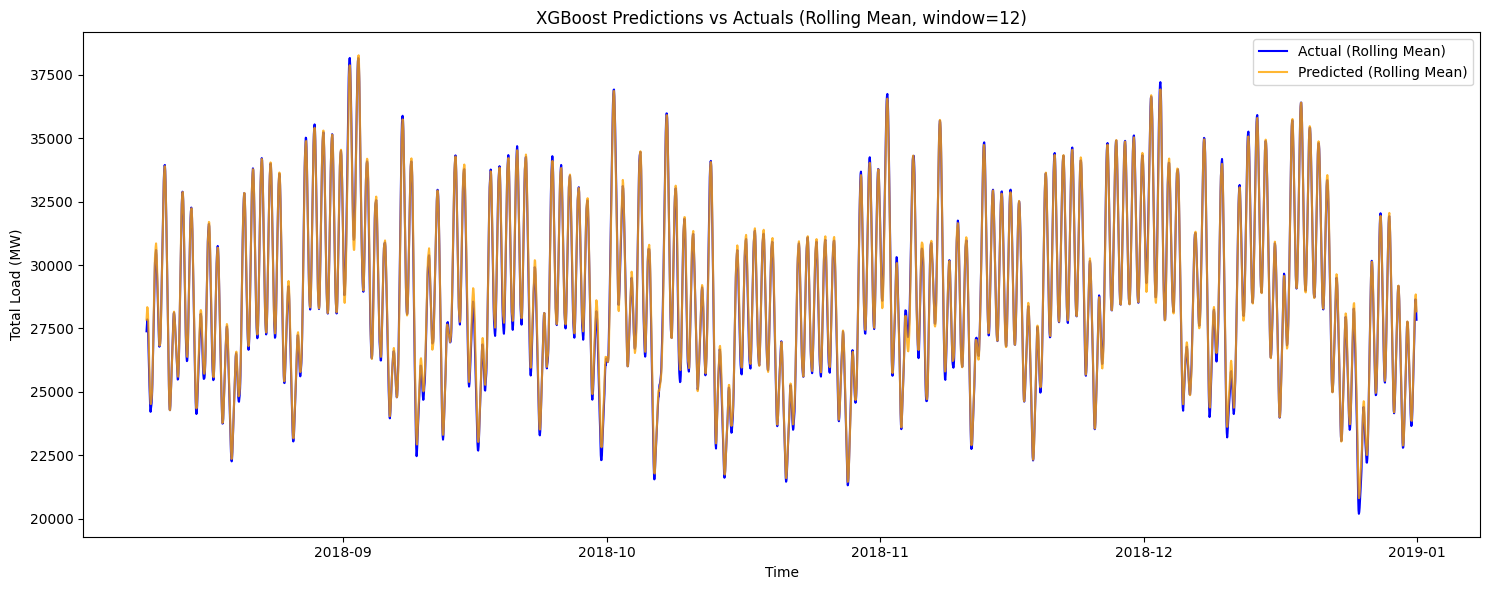 XGBoost Predictions vs Actuals (Rolling Mean, window=12)
Actual (Rolling Mean)
Predicted (Rolling Mean)
Total Load (MW)
37500
35000
32500
30000
27500
25000
22500
20000
2018-09
2018-10
2018-11
2018-12
2019-01
Time